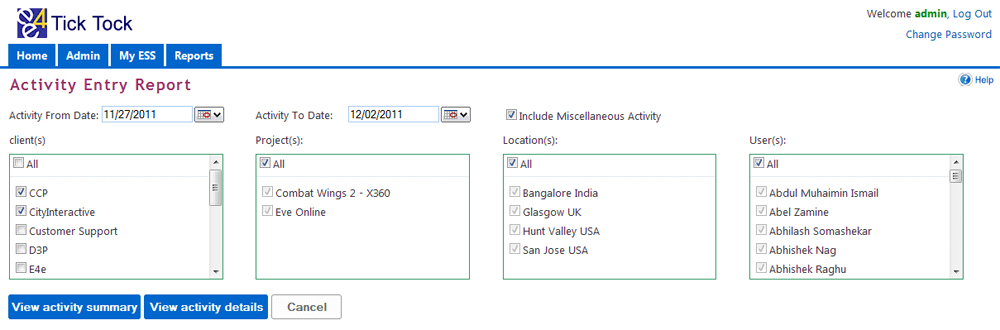 e4e Tick Tock
Welcome admin, Log Out
Change Password
Home Admin My ESS Reports
Activity Entry Report
Help
Activity From Date: 11/27/2011
Activity To Date: 12/02/2011
Include Miscellaneous Activity
client(s)
All
CCP
CityInteractive
Customer Support
D3P
E4e
Project(s):
All
Combat Wings 2 - X360
Eve Online
Location(s):
All
Bangalore India
Glasgow UK
Hunt Valley USA
San Jose USA
User(s):
All
Abdul Muhaimin Ismail
Abel Zamine
Abhilash Somashekar
Abhishek Nag
Abhishek Raghu
View activity summary View activity details Cancel